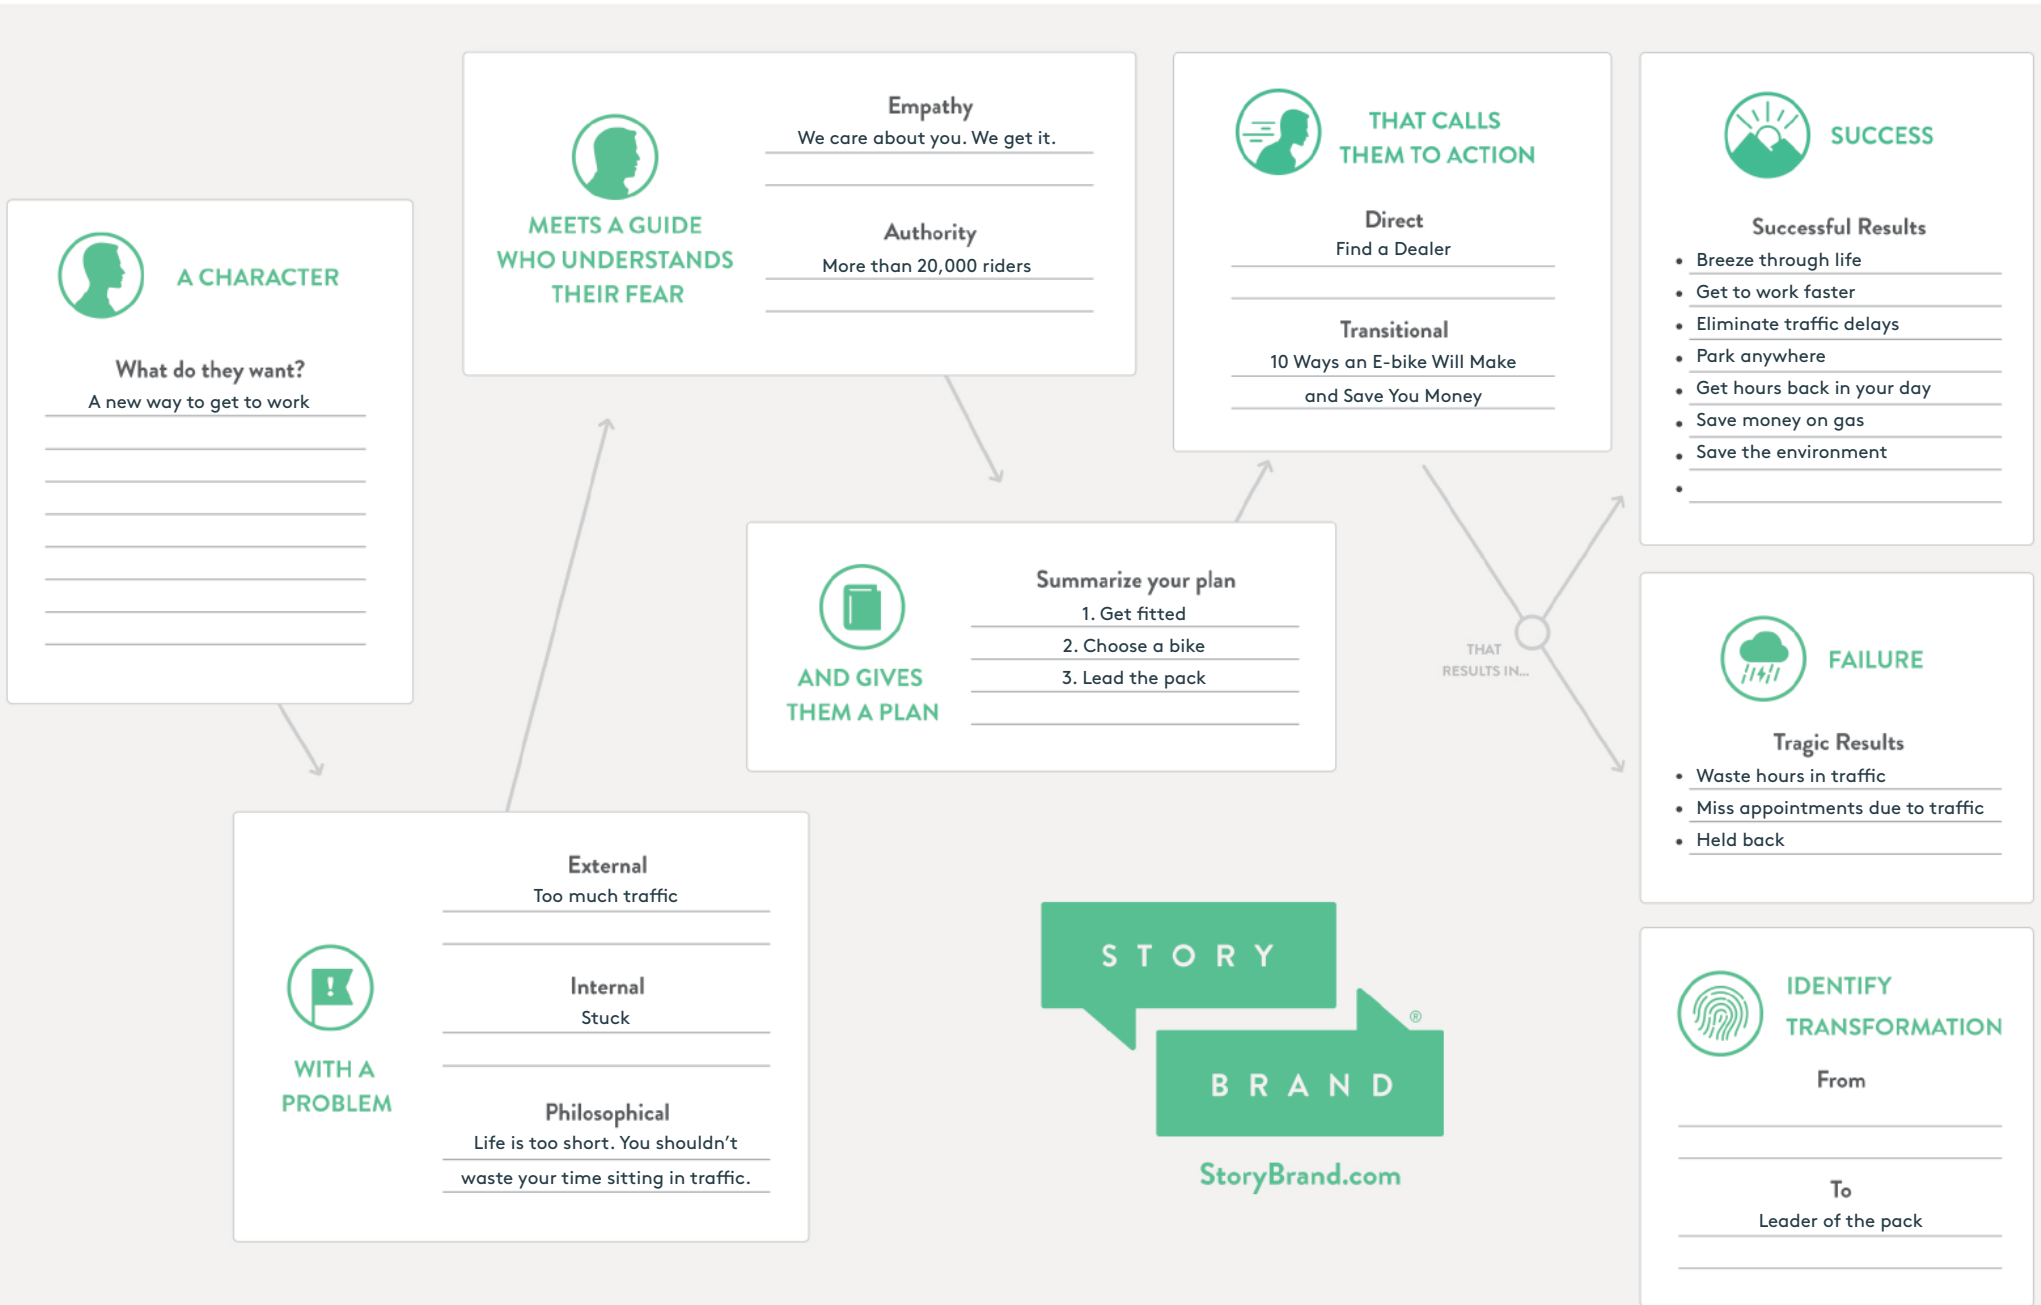 A CHARACTER
What do they want?
A new way to get to work
WITH A
PROBLEM
External
Too much traffic
Internal
Stuck
Philosophical
Life is too short. You shouldn’t
waste your time sitting in traffic.
MEETS A GUIDE
WHO UNDERSTANDS
THEIR FEAR
Empathy
We care about you. We get it.
Authority
More than 20,000 riders
AND GIVES
THEM A PLAN
Summarize your plan
1. Get fitted
2. Choose a bike
3. Lead the pack
THAT CALLS
THEM TO ACTION
Direct
Find a Dealer
Transitional
10 Ways an E-bike Will Make
and Save You Money
THAT
RESULTS IN...
SUCCESS
Successful Results
• Breeze through life
• Get to work faster
• Eliminate traffic delays
• Park anywhere
• Get hours back in your day
• Save money on gas
• Save the environment
•
FAILURE
Tragic Results
• Waste hours in traffic
• Miss appointments due to traffic
• Held back
IDENTIFY
TRANSFORMATION
From
To
Leader of the pack
STORY
BRAND
®
StoryBrand.com
!